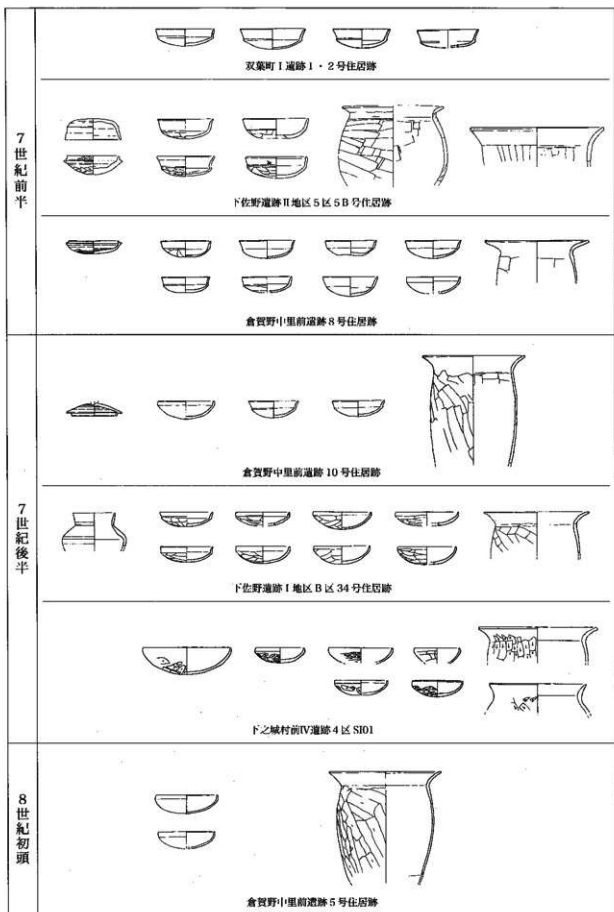 7世紀前半
双葉町Ⅰ遺跡1・2号住居跡
下佐野遺跡Ⅱ地区5区5B号住居跡
倉賀野中里前遺跡8号住居跡
7世紀後半
倉賀野中里前遺跡10号住居跡
下佐野遺跡Ⅰ地区B区34号住居跡
下之城村前Ⅳ遺跡4区SI01
8世紀初頭
倉賀野中里前遺跡5号住居跡